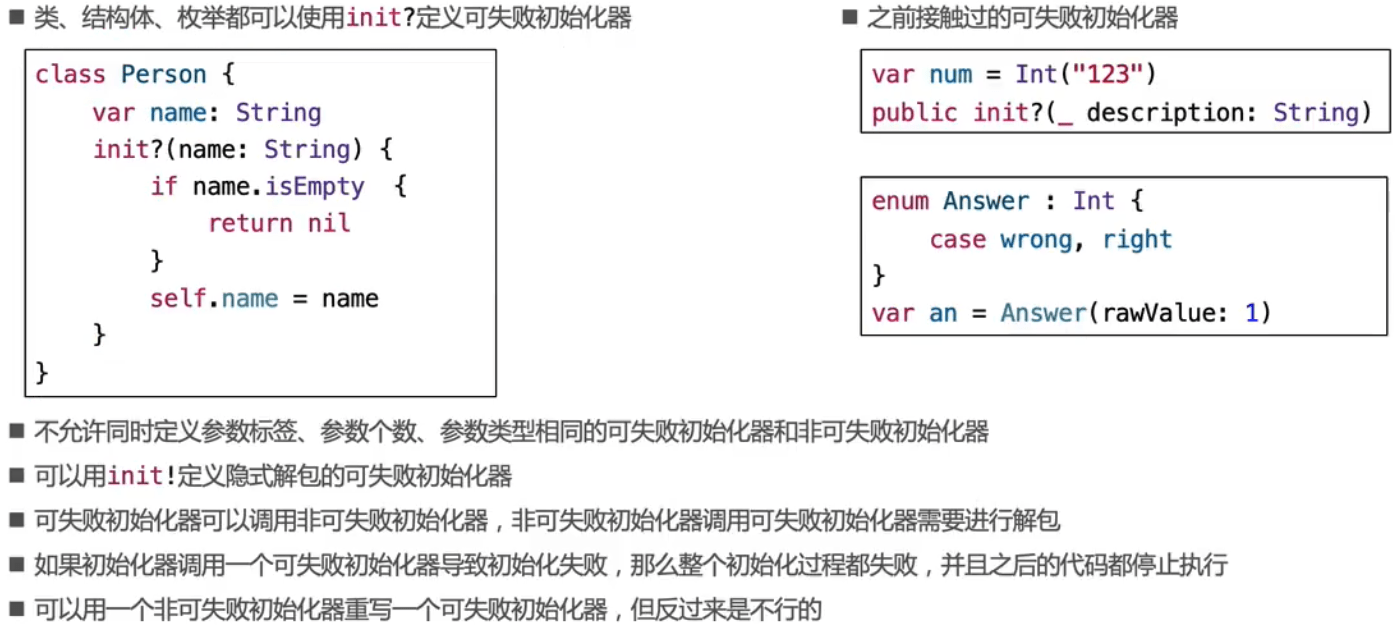 ■ 类、结构体、枚举都可以使用init?定义可失败初始化器
class Person {
    var name: String
    init?(name: String) {
        if name.isEmpty  {
            return nil
        }
        self.name = name
    }
}
■ 之前接触过的可失败初始化器
var num = Int("123")
public init?(_ description: String)
enum Answer : Int {
    case wrong, right
}
var an = Answer(rawValue: 1)
■ 不允许同时定义参数标签、参数个数、参数类型相同的可失败初始化器和非可失败初始化器
■ 可以用init!定义隐式解包的可失败初始化器
■ 可失败初始化器可以调用非可失败初始化器，非可失败初始化器调用可失败初始化器需要进行解包
■ 如果初始化器调用一个可失败初始化器导致初始化失败，那么整个初始化过程都失败，并且之后的代码都停止执行
■ 可以用一个非可失败初始化器重写一个可失败初始化器，但反过来是不行的